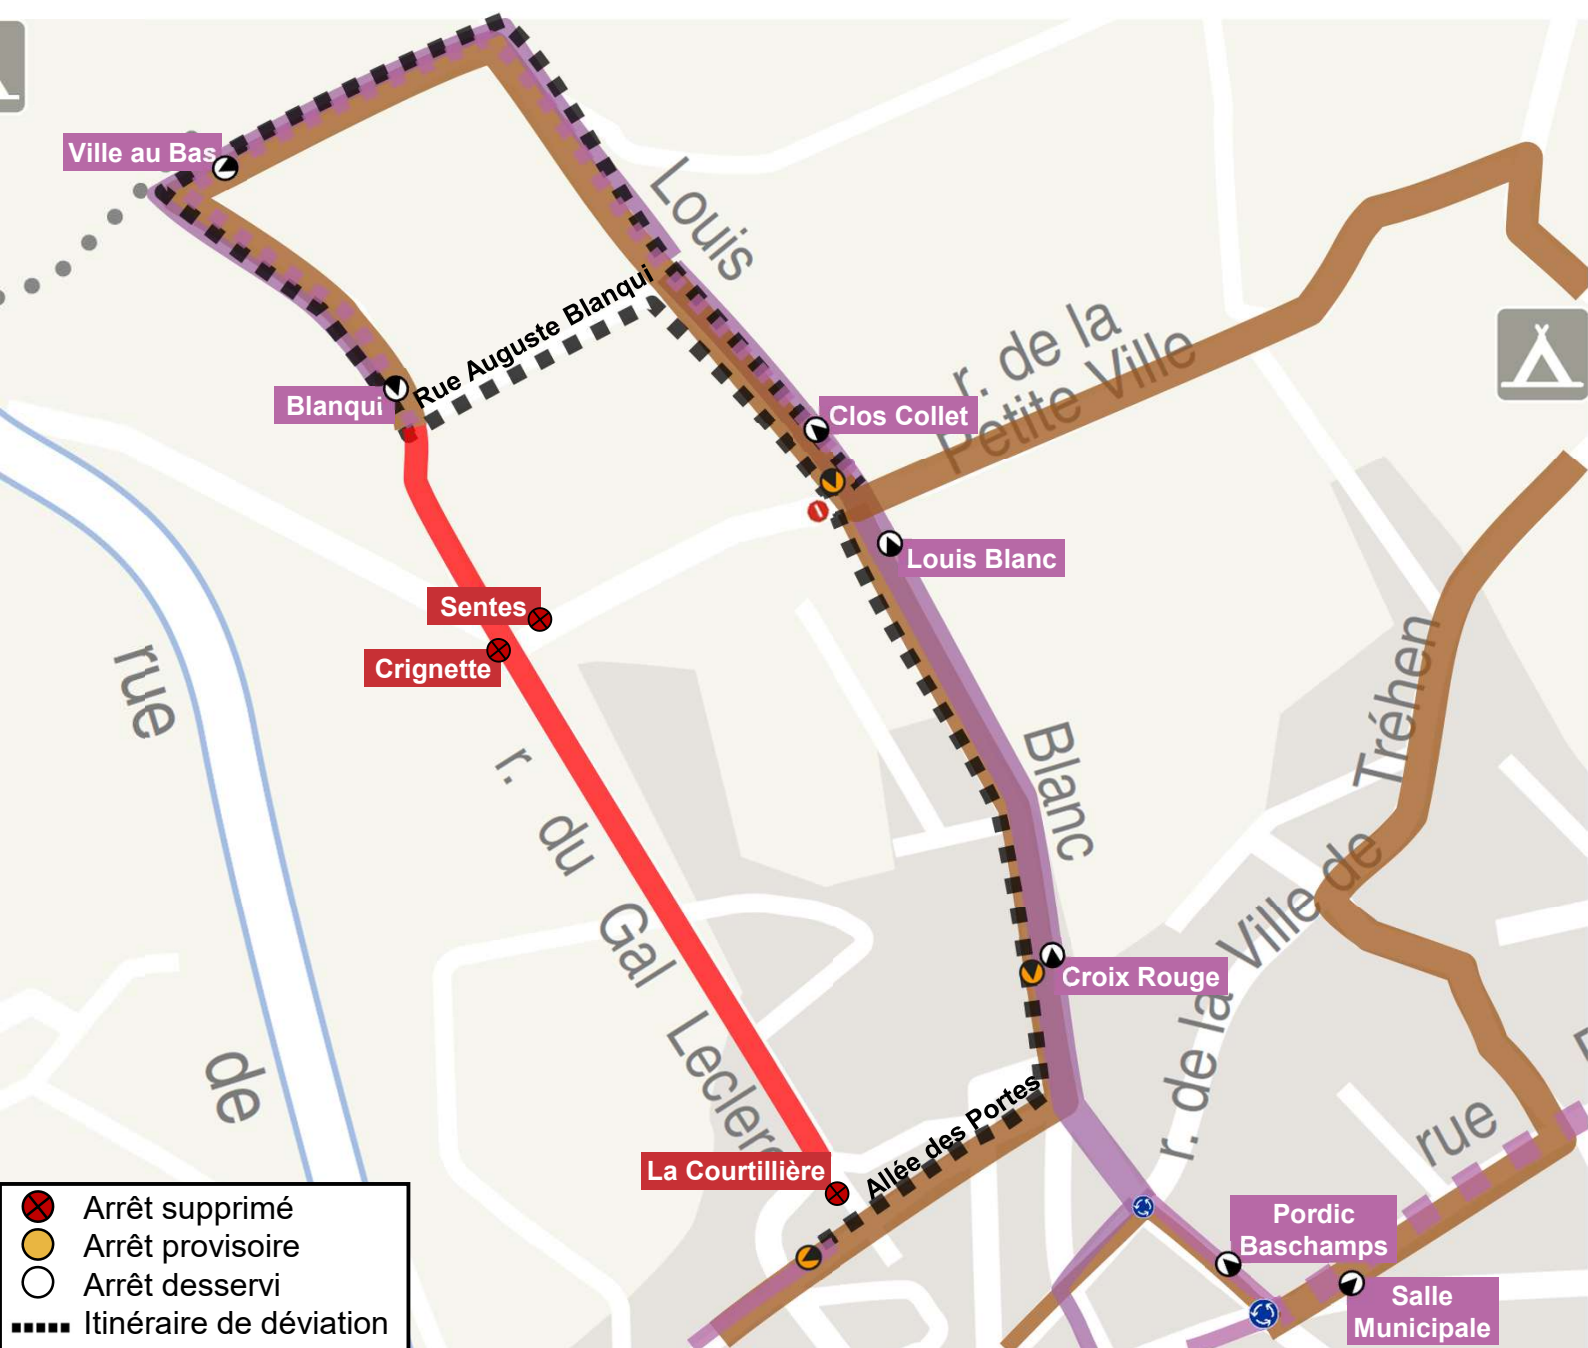 Ville au Bas
Louis
Rue Auguste Blanqui
Blanqui
r. de la
Petite Ville
Clos Collet
Louis Blanc
Sentes
Crignette
rue
Tréhen
Blanc
r. du Gal Leclerc
r. de la Ville de
Croix Rouge
de
Allée des Portes
La Courtillière
rue
Pordic
Baschamps
Salle
Municipale
Arrêt supprimé
Arrêt provisoire
Arrêt desservi
Itinéraire de déviation